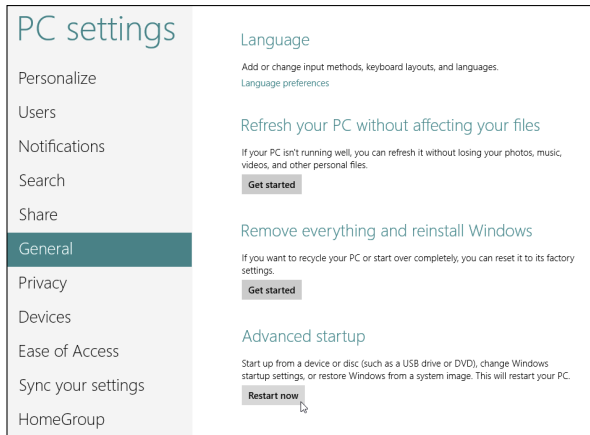 PC settings
Personalize
Users
Notifications
Search
Share
General
Privacy
Devices
Ease of Access
Sync your settings
HomeGroup
Language
Add or change input methods, keyboard layouts, and languages.
Language preferences
Refresh your PC without affecting your files
If your PC isn't running well, you can refresh it without losing your photos, music,
videos, and other personal files.
Get started
Remove everything and reinstall Windows
If you want to recycle your PC or start over completely, you can reset it to its factory
settings.
Get started
Advanced startup
Start up from a device or disc (such as a USB drive or DVD), change Windows
startup settings, or restore Windows from a system image. This will restart your PC.
Restart now